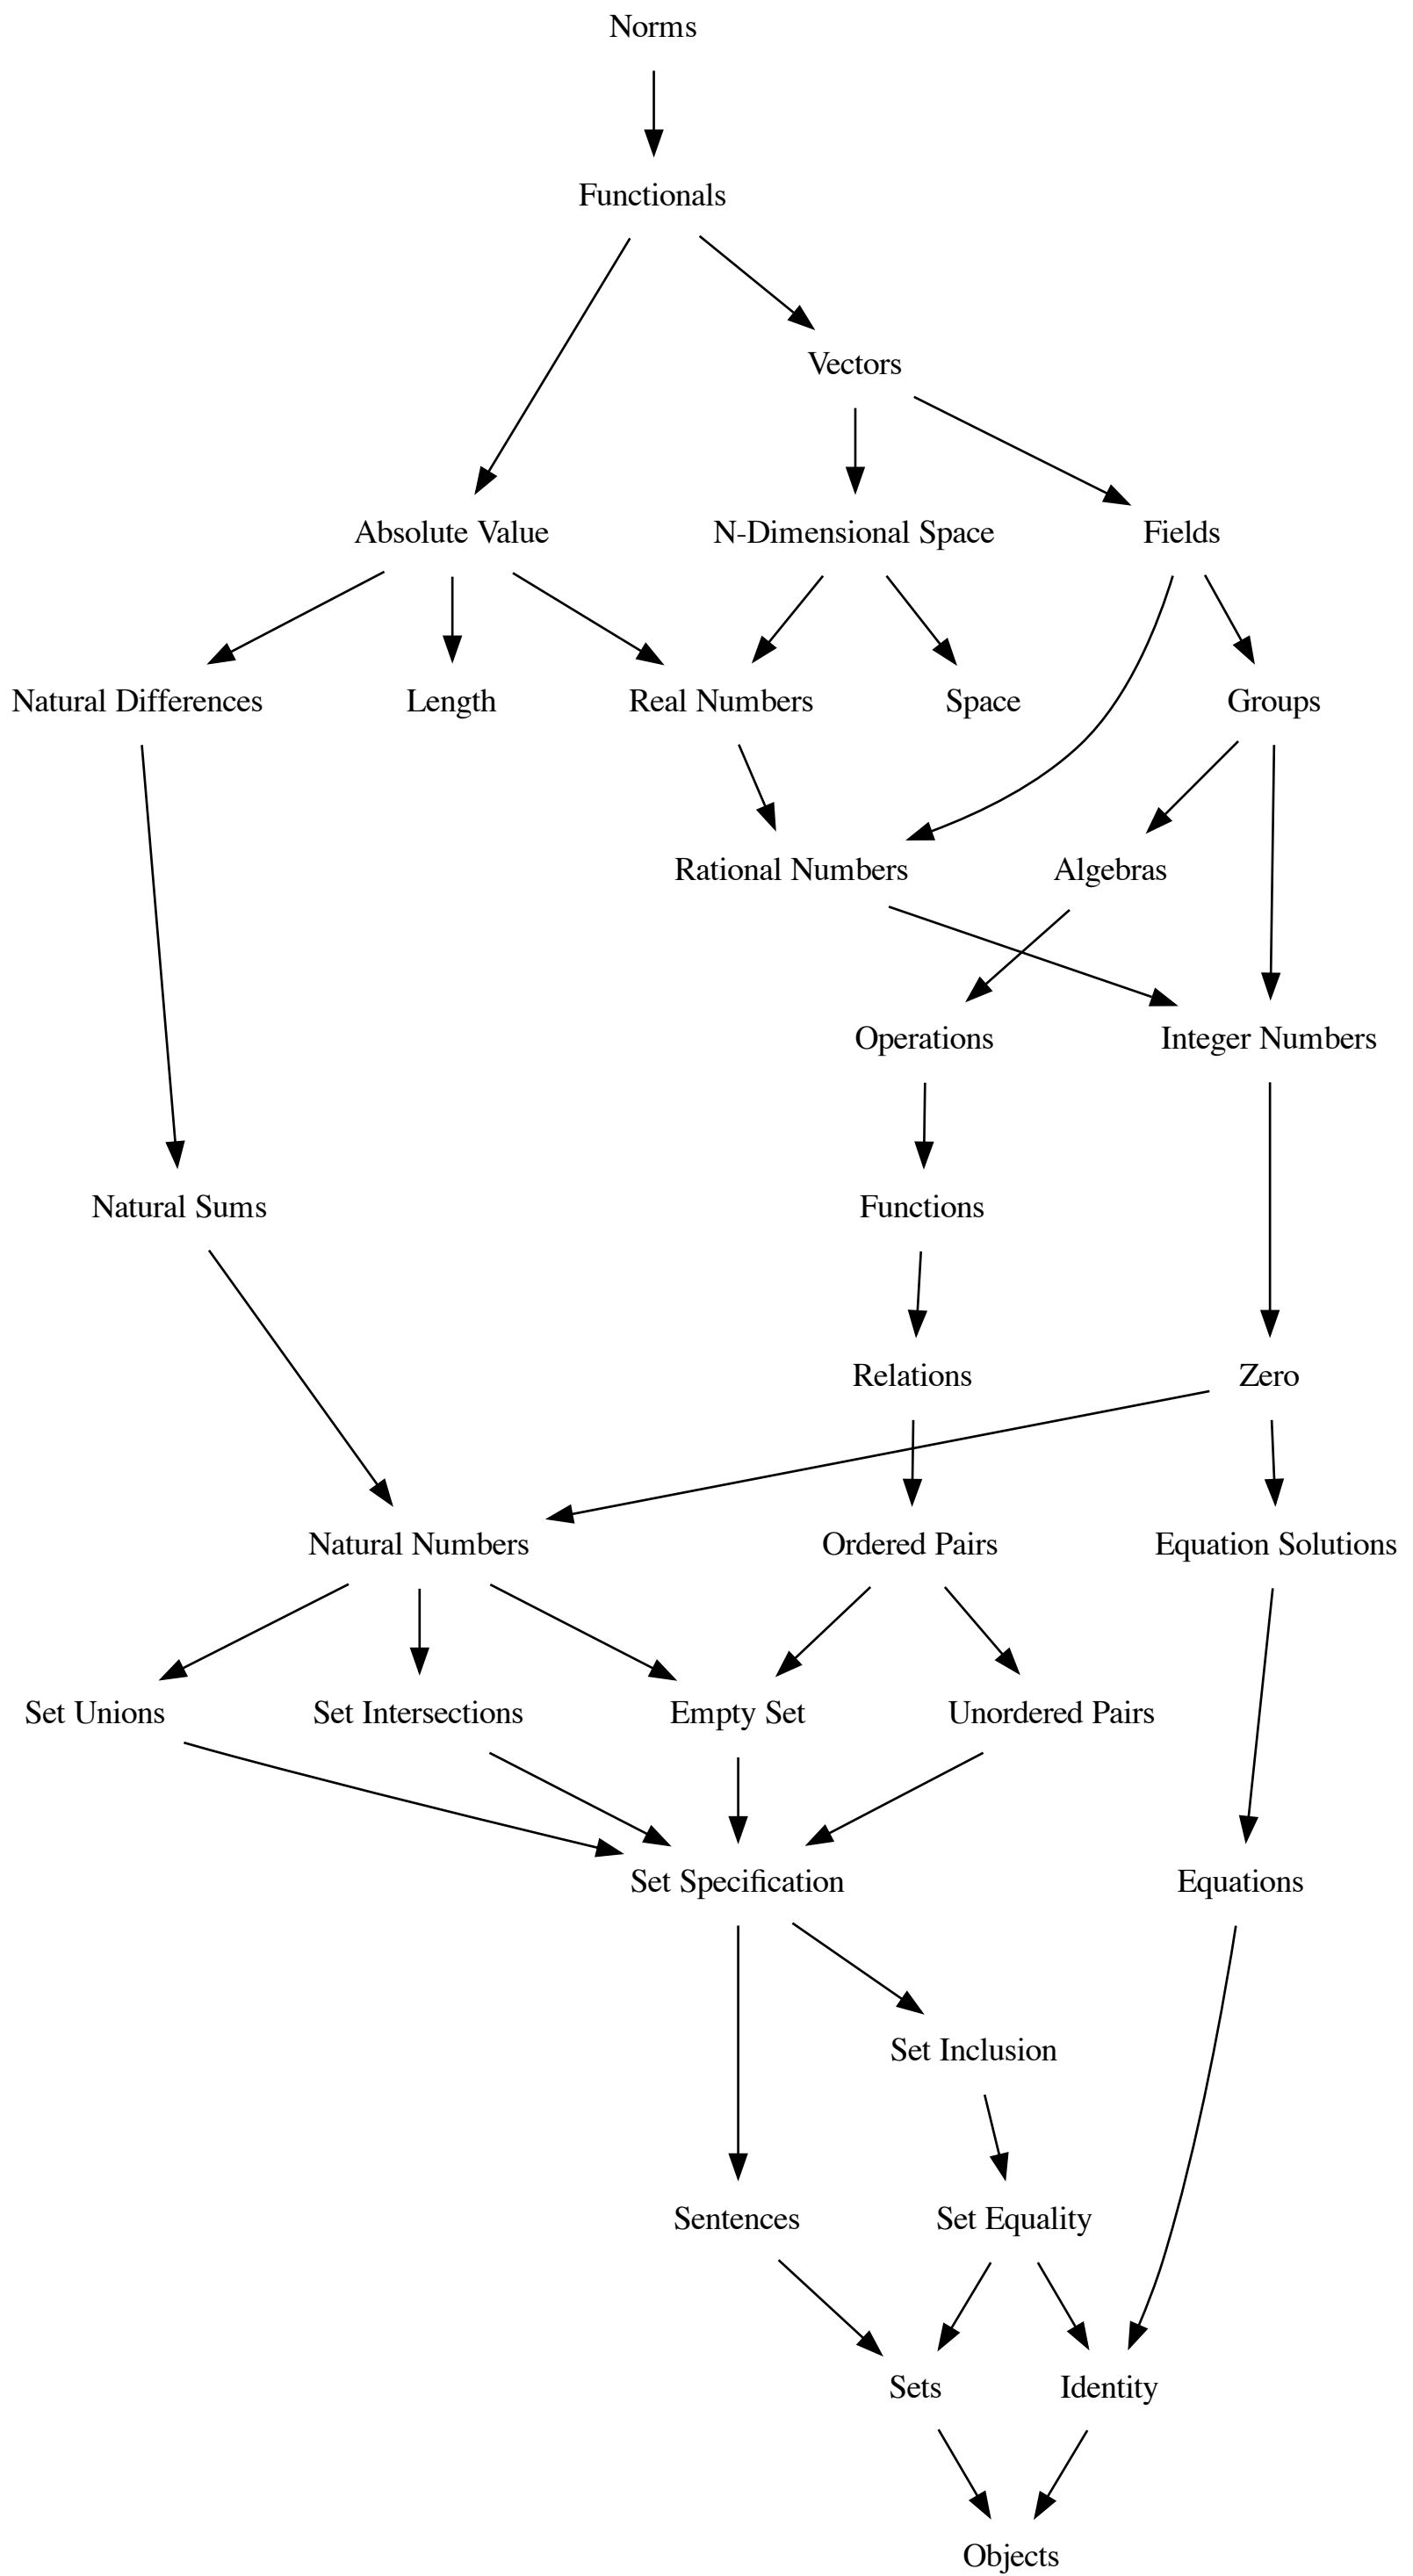 Norms
Functionals
Vectors
Absolute Value
N-Dimensional Space
Fields
Natural Differences
Length
Real Numbers
Space
Groups
Rational Numbers
Algebras
Operations
Integer Numbers
Natural Sums
Functions
Relations
Zero
Natural Numbers
Ordered Pairs
Equation Solutions
Set Unions
Set Intersections
Empty Set
Unordered Pairs
Set Specification
Equations
Set Inclusion
Sentences
Set Equality
Sets
Identity
Objects